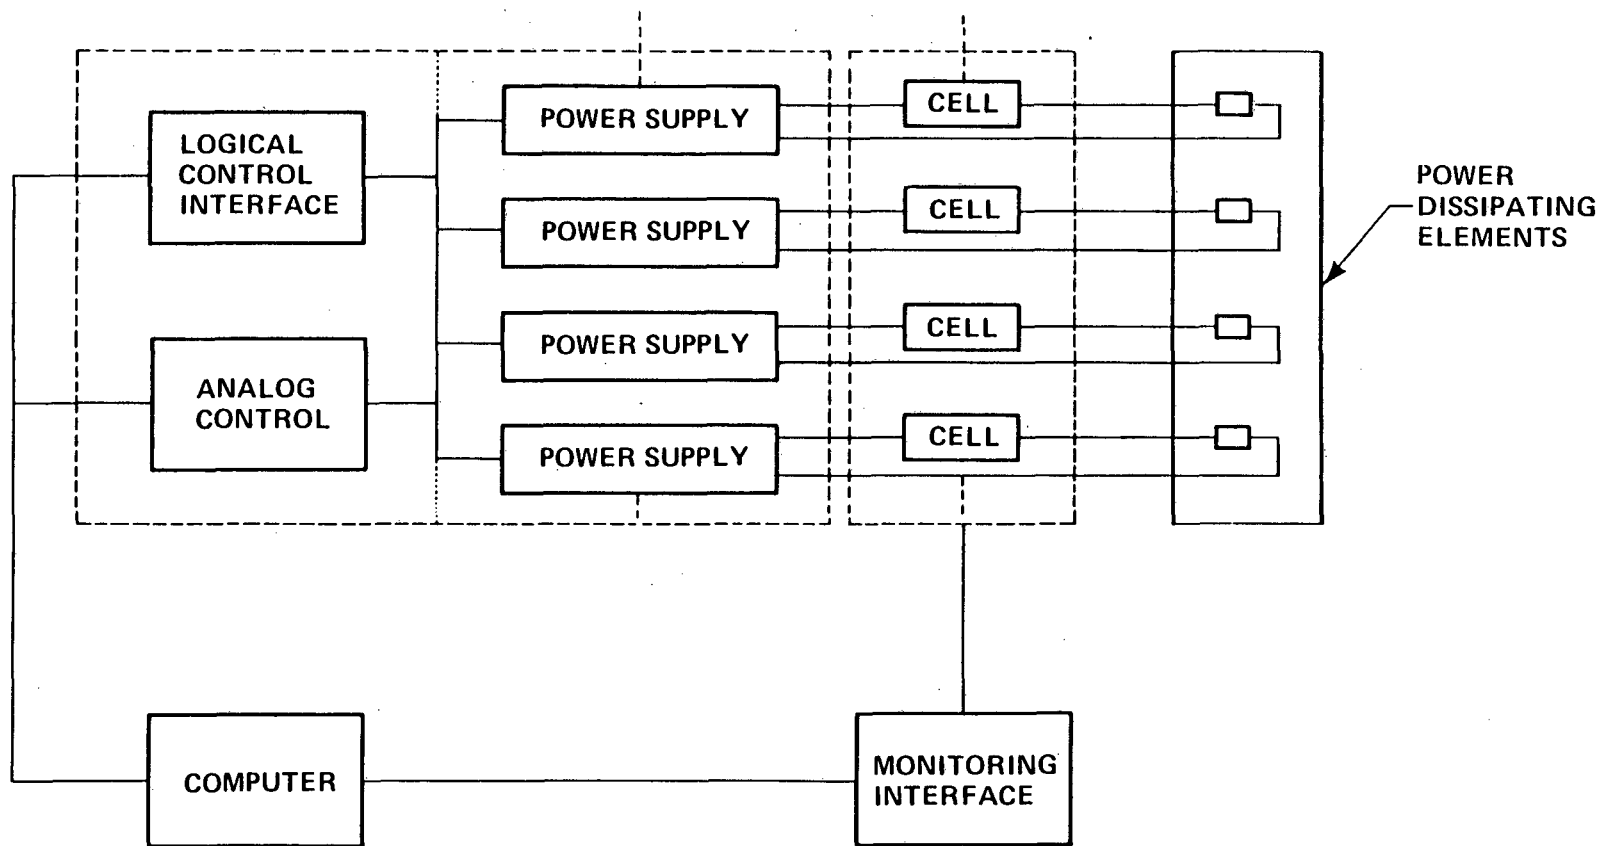 LOGICAL
CONTROL
INTERFACE
ANALOG
CONTROL
POWER SUPPLY
POWER SUPPLY
POWER SUPPLY
POWER SUPPLY
CELL
CELL
CELL
CELL
POWER
DISSIPATING
ELEMENTS
COMPUTER
MONITORING
INTERFACE